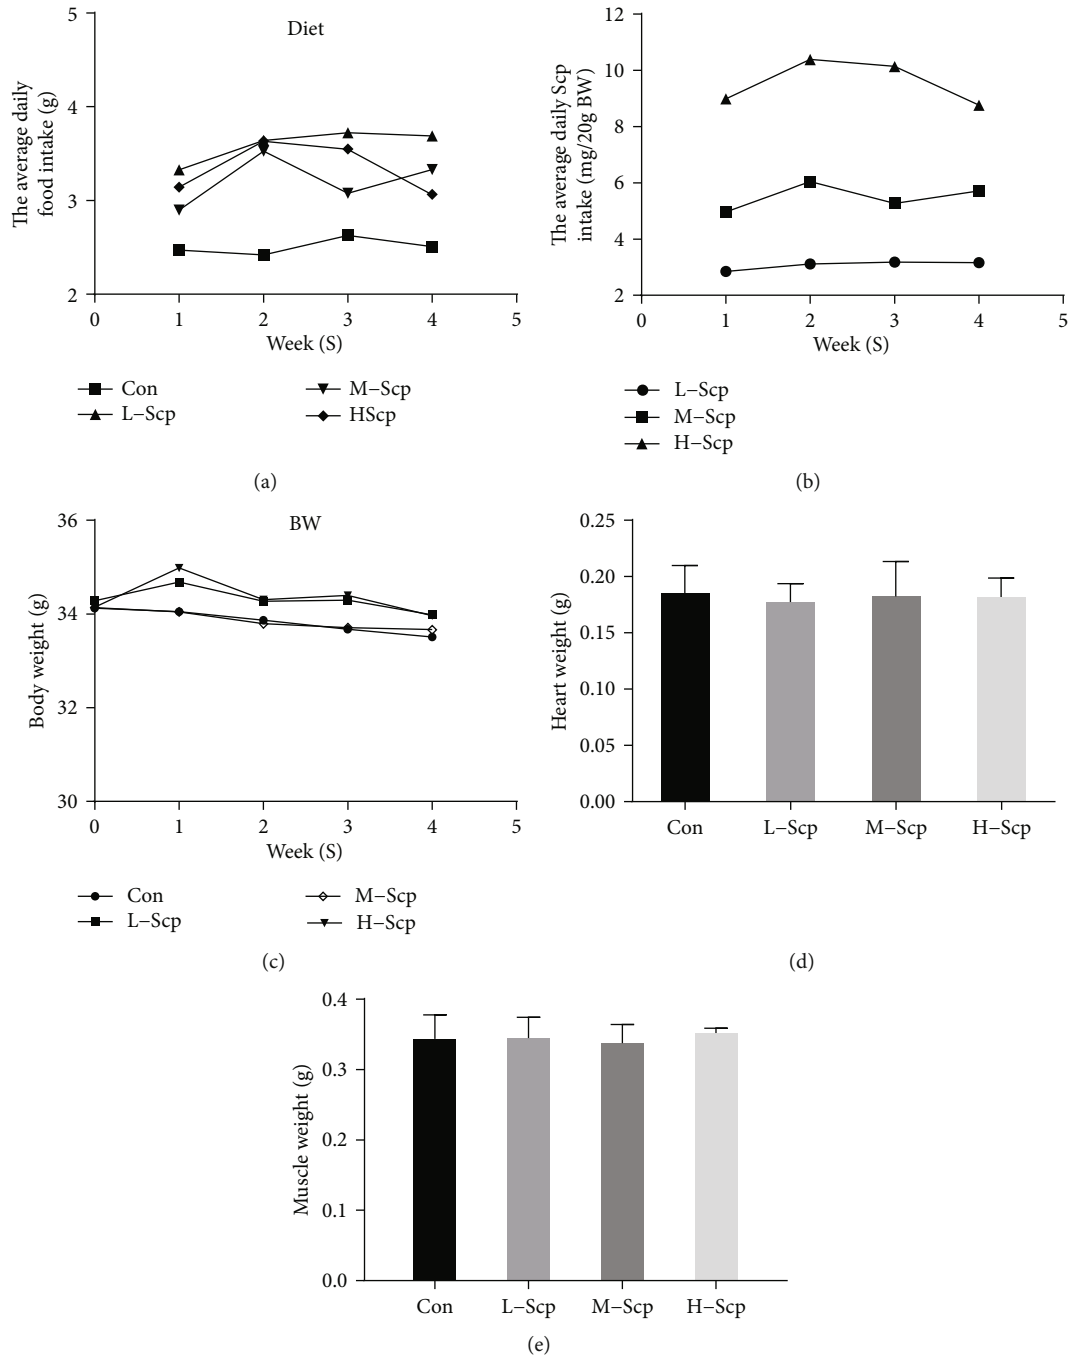 Diet
The average daily
food intake (g)
5
4
3
2
0 1 2 3 4 5
Week (S)
Con
L−Scp
M−Scp
HScp
(a)
The average daily Scp
intake (mg/20g BW)
12
10
8
6
4
2
0 1 2 3 4 5
Week (S)
L−Scp
M−Scp
H−Scp
(b)
BW
Body weight (g)
36
34
32
30
0 1 2 3 4 5
Week (S)
Con
L−Scp
M−Scp
H−Scp
(c)
Heart weight (g)
0.25
0.20
0.15
0.10
0.05
0.00
Con L−Scp M−Scp H−Scp
(d)
Muscle weight (g)
0.4
0.3
0.2
0.1
0.0
Con L−Scp M−Scp H−Scp
(e)